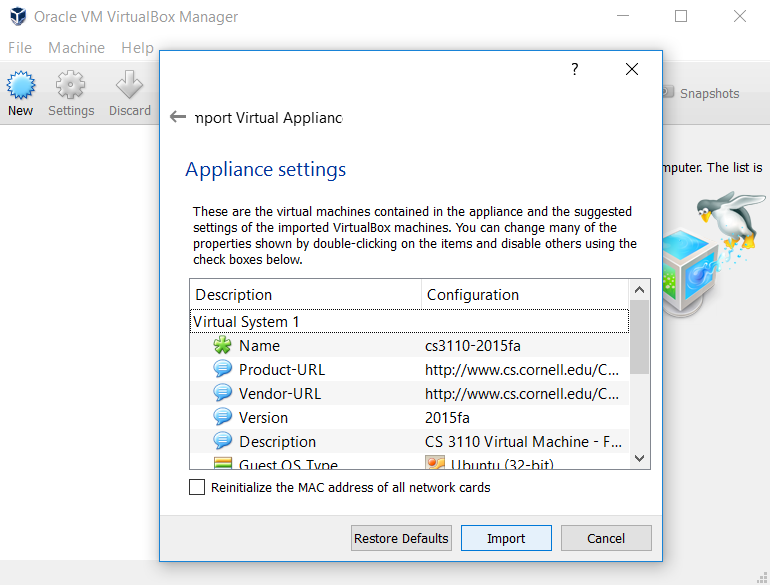 Oracle VM VirtualBox Manager
File Machine Help
?
New Settings Discard
Snapshots
mport Virtual Applianc
Appliance settings
mputer. The list is
These are the virtual machines contained in the appliance and the suggested
settings of the imported VirtualBox machines. You can change many of the
properties shown by double-clicking on the items and disable others using the
check boxes below.
Description Configuration
Virtual System 1
Name cs3110-2015fa
Product-URL http://www.cs.cornell.edu/C...
Vendor-URL http://www.cs.cornell.edu/C...
Version 2015fa
Description CS 3110 Virtual Machine - F...
Guest OS Type Ubuntu (32-bit)
Reinitialize the MAC address of all network cards
Restore Defaults Import Cancel